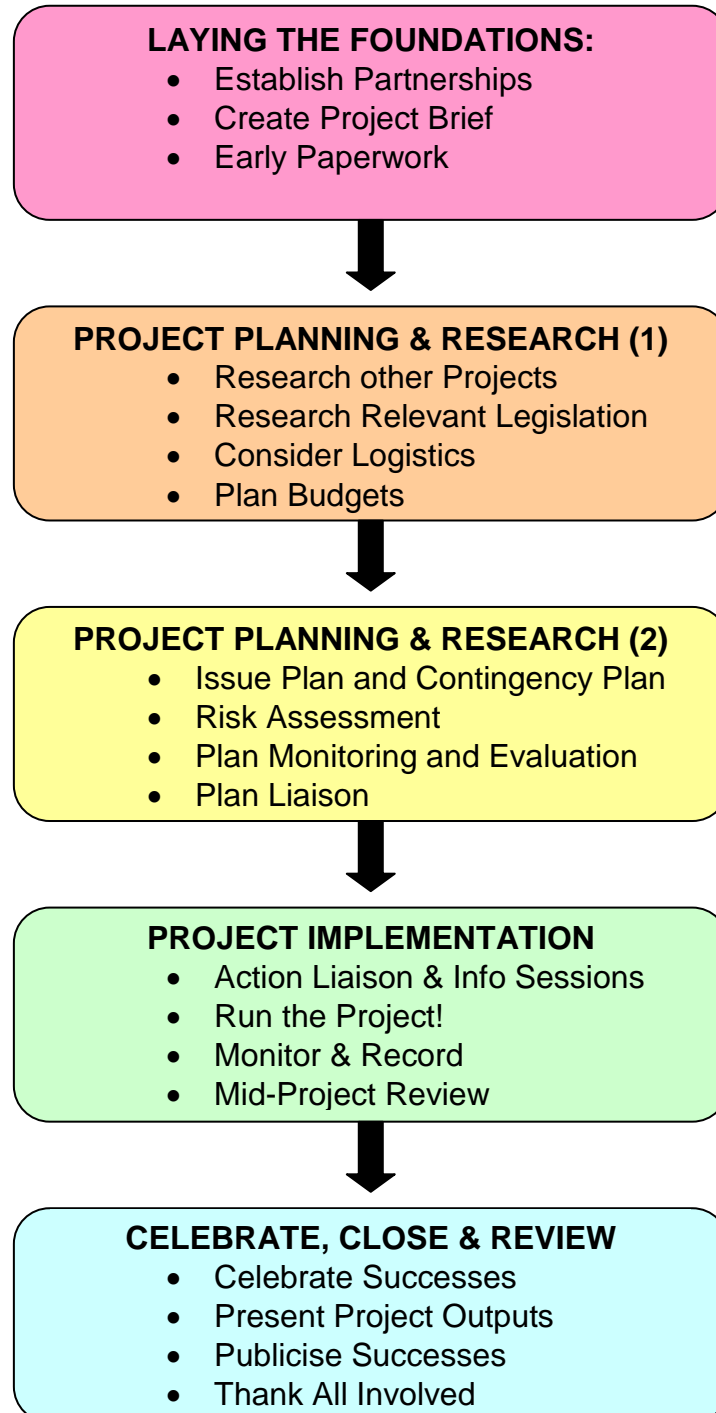 LAYING THE FOUNDATIONS:
• Establish Partnerships
• Create Project Brief
• Early Paperwork
PROJECT PLANNING & RESEARCH (1)
• Research other Projects
• Research Relevant Legislation
• Consider Logistics
• Plan Budgets
PROJECT PLANNING & RESEARCH (2)
• Issue Plan and Contingency Plan
• Risk Assessment
• Plan Monitoring and Evaluation
• Plan Liaison
PROJECT IMPLEMENTATION
• Action Liaison & Info Sessions
• Run the Project!
• Monitor & Record
• Mid-Project Review
CELEBRATE, CLOSE & REVIEW
• Celebrate Successes
• Present Project Outputs
• Publicise Successes
• Thank All Involved